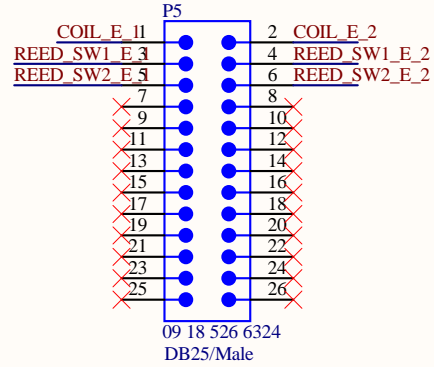 P5
COIL_E_1 1 2 COIL_E_2
REED_SW1_E_1 3 4 REED_SW1_E_2
REED_SW2_E_1 5 6 REED_SW2_E_2
7 8
9 10
11 12
13 14
15 16
17 18
19 20
21 22
23 24
25 26
09 18 526 6324
DB25/Male